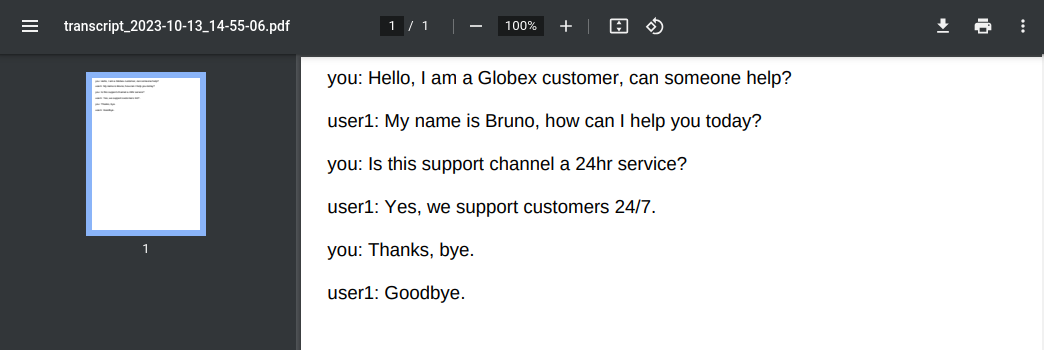 transcript_2023-10-13_14-55-06.pdf
1 / 1
100%
you: Hello, I am a Globex customer, can someone help?
user1: My name is Bruno, how can I help you today?
you: Is this support channel a 24hr service?
user1: Yes, we support customers 24/7.
you: Thanks, bye.
user1: Goodbye.
1